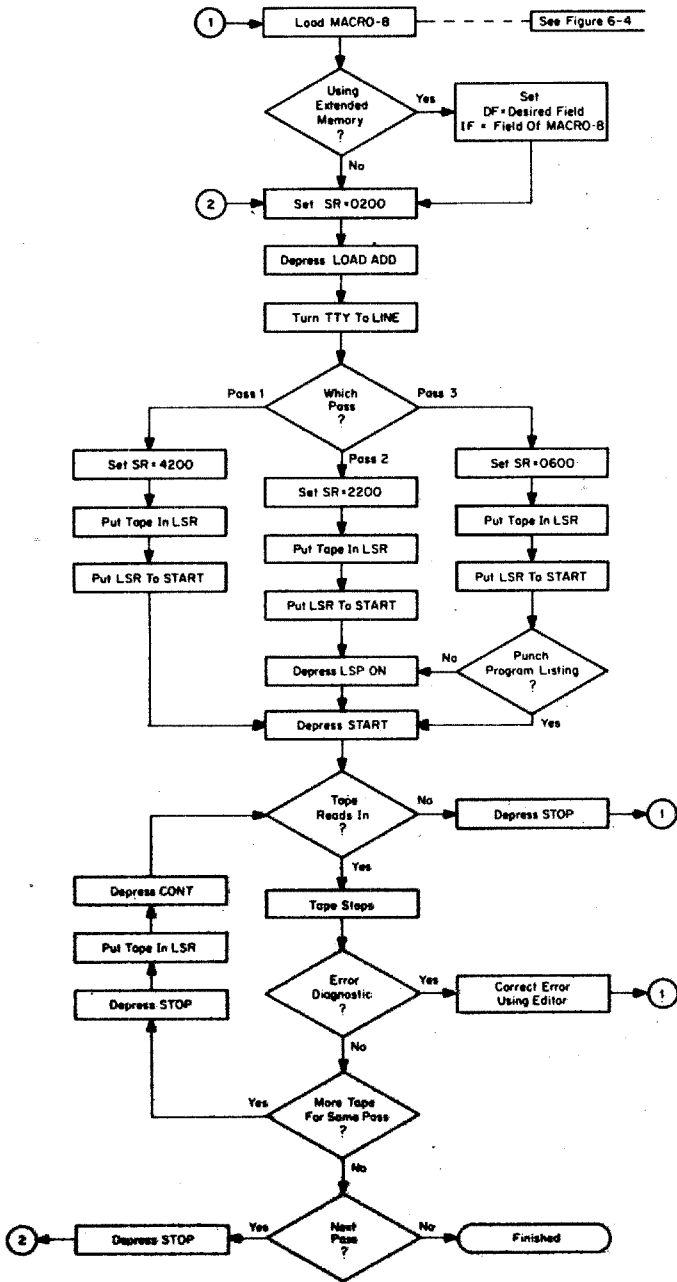 1
Load MACRO-8
See Figure 6-4
Using
Extended
Memory
?
Yes
Set
DF=Desired Field
IF = Field Of MACRO-8
No
2
Set SR=0200
Depress LOAD ADD
Turn TTY To LINE
Pass 1
Which
Pass
?
Pass 3
Pass 2
Set SR=4200
Set SR=2200
Set SR=0600
Put Tape In LSR
Put Tape In LSR
Put Tape In LSR
Put LSR To START
Put LSR To START
Put LSR To START
Depress LSP ON
No
Punch
Program Listing
?
Yes
Depress START
Tape
Reads In
?
No
Depress STOP
1
Yes
Depress CONT
Tape Stops
Put Tape In LSR
Error
Diagnostic
?
Yes
Correct Error
Using Editor
1
Depress STOP
No
Yes
More Tape
For Same Pass
?
No
2
Depress STOP
Yes
Next
Pass
?
No
Finished